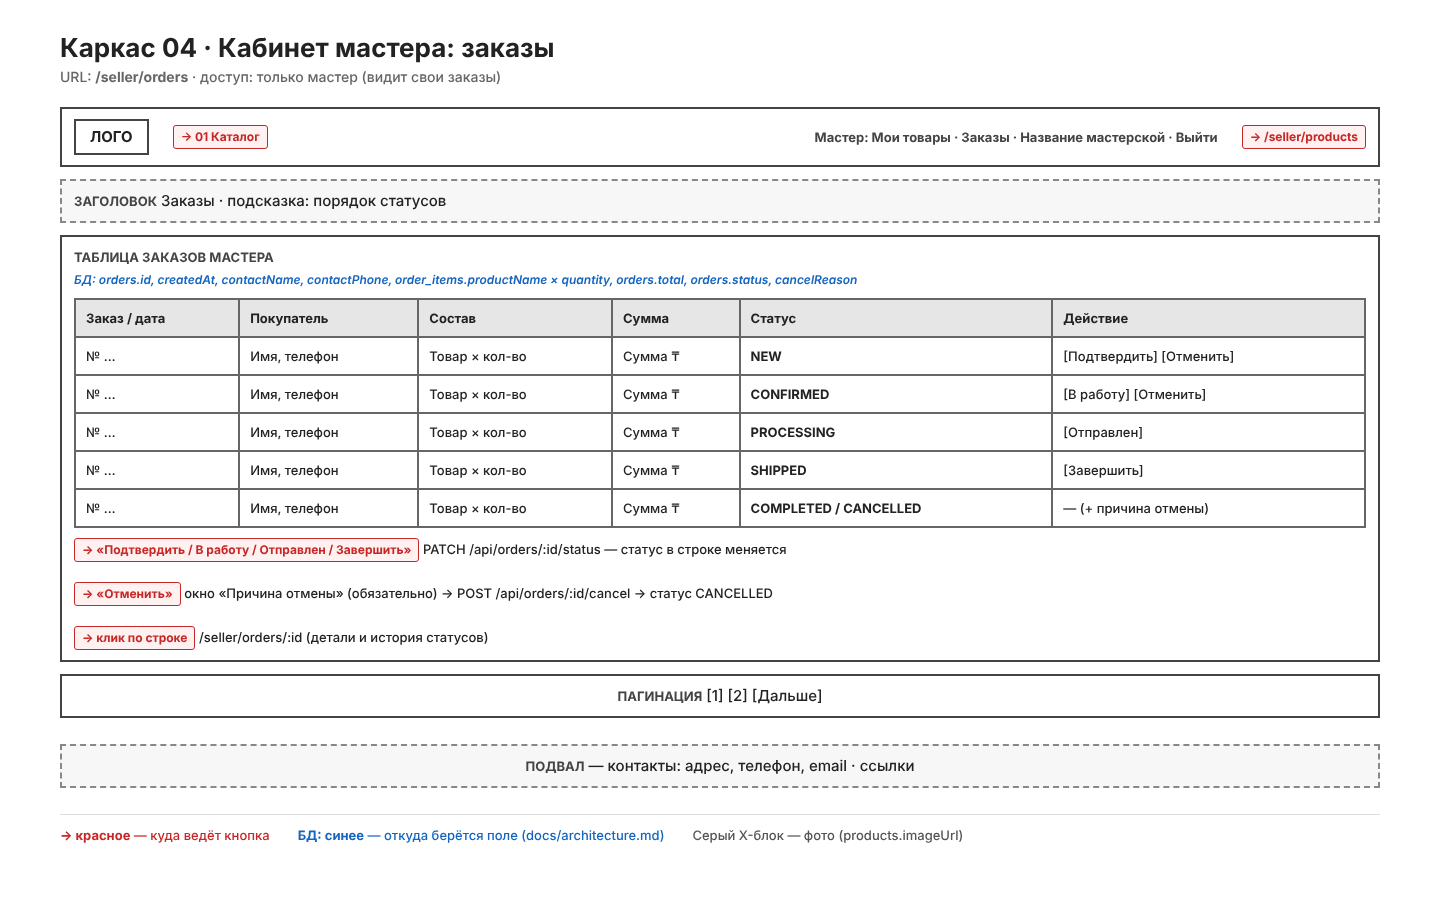 Каркас 04 · Кабинет мастера: заказы
URL: /seller/orders · доступ: только мастер (видит свои заказы)
ЛОГО → 01 Каталог Мастер: Мои товары · Заказы · Название мастерской · Выйти → /seller/products
ЗАГОЛОВОК Заказы · подсказка: порядок статусов
ТАБЛИЦА ЗАКАЗОВ МАСТЕРА
БД: orders.id, createdAt, contactName, contactPhone, order_items.productName × quantity, orders.total, orders.status, cancelReason
Заказ / дата Покупатель Состав Сумма Статус Действие
№ ... Имя, телефон Товар × кол-во Сумма ₸ NEW [Подтвердить] [Отменить]
№ ... Имя, телефон Товар × кол-во Сумма ₸ CONFIRMED [В работу] [Отменить]
№ ... Имя, телефон Товар × кол-во Сумма ₸ PROCESSING [Отправлен]
№ ... Имя, телефон Товар × кол-во Сумма ₸ SHIPPED [Завершить]
№ ... Имя, телефон Товар × кол-во Сумма ₸ COMPLETED / CANCELLED — (+ причина отмены)
→ «Подтвердить / В работу / Отправлен / Завершить» PATCH /api/orders/:id/status — статус в строке меняется
→ «Отменить» окно «Причина отмены» (обязательно) → POST /api/orders/:id/cancel → статус CANCELLED
→ клик по строке /seller/orders/:id (детали и история статусов)
ПАГИНАЦИЯ [1] [2] [Дальше]
ПОДВАЛ — контакты: адрес, телефон, email · ссылки
→ красное — куда ведёт кнопка БД: синее — откуда берётся поле (docs/architecture.md) Серый X-блок — фото (products.imageUrl)